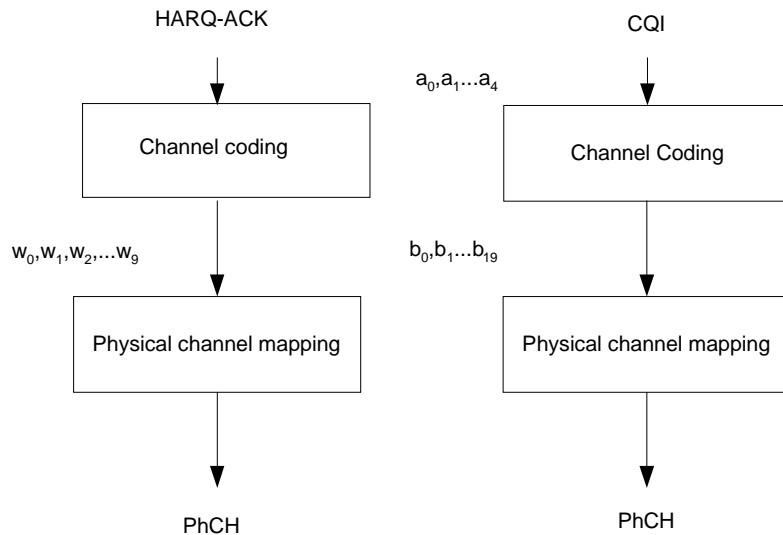 HARQ-ACK
Channel coding
w0,w1,w2,...w9
Physical channel mapping
PhCH
CQI
a0,a1...a4
Channel Coding
b0,b1...b19
Physical channel mapping
PhCH